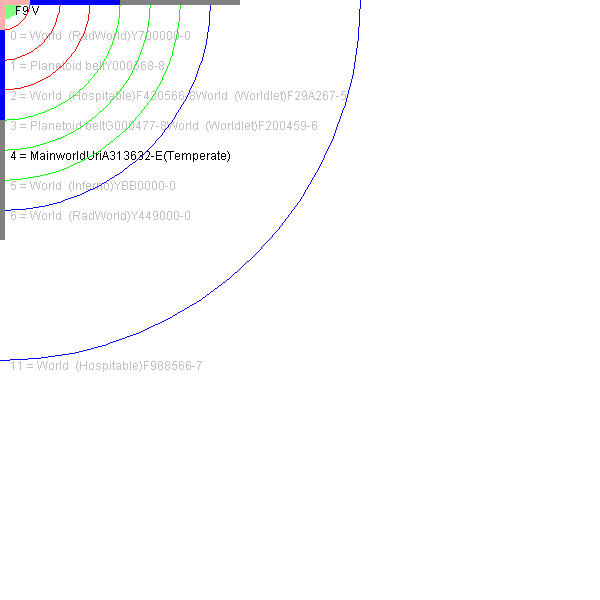 F9 V
0 = World  (RadWorld)Y700000-0
1 = Planetoid beltY000668-8
2 = World  (Hospitable)F430566-8World  (Worldlet)F29A267-5
3 = Planetoid beltG000477-8World  (Worldlet)F200459-6
4 = MainworldUriA313632-E(Temperate)
5 = World  (Inferno)YBB0000-0
6 = World  (RadWorld)Y449000-0
11 = World  (Hospitable)F988566-7